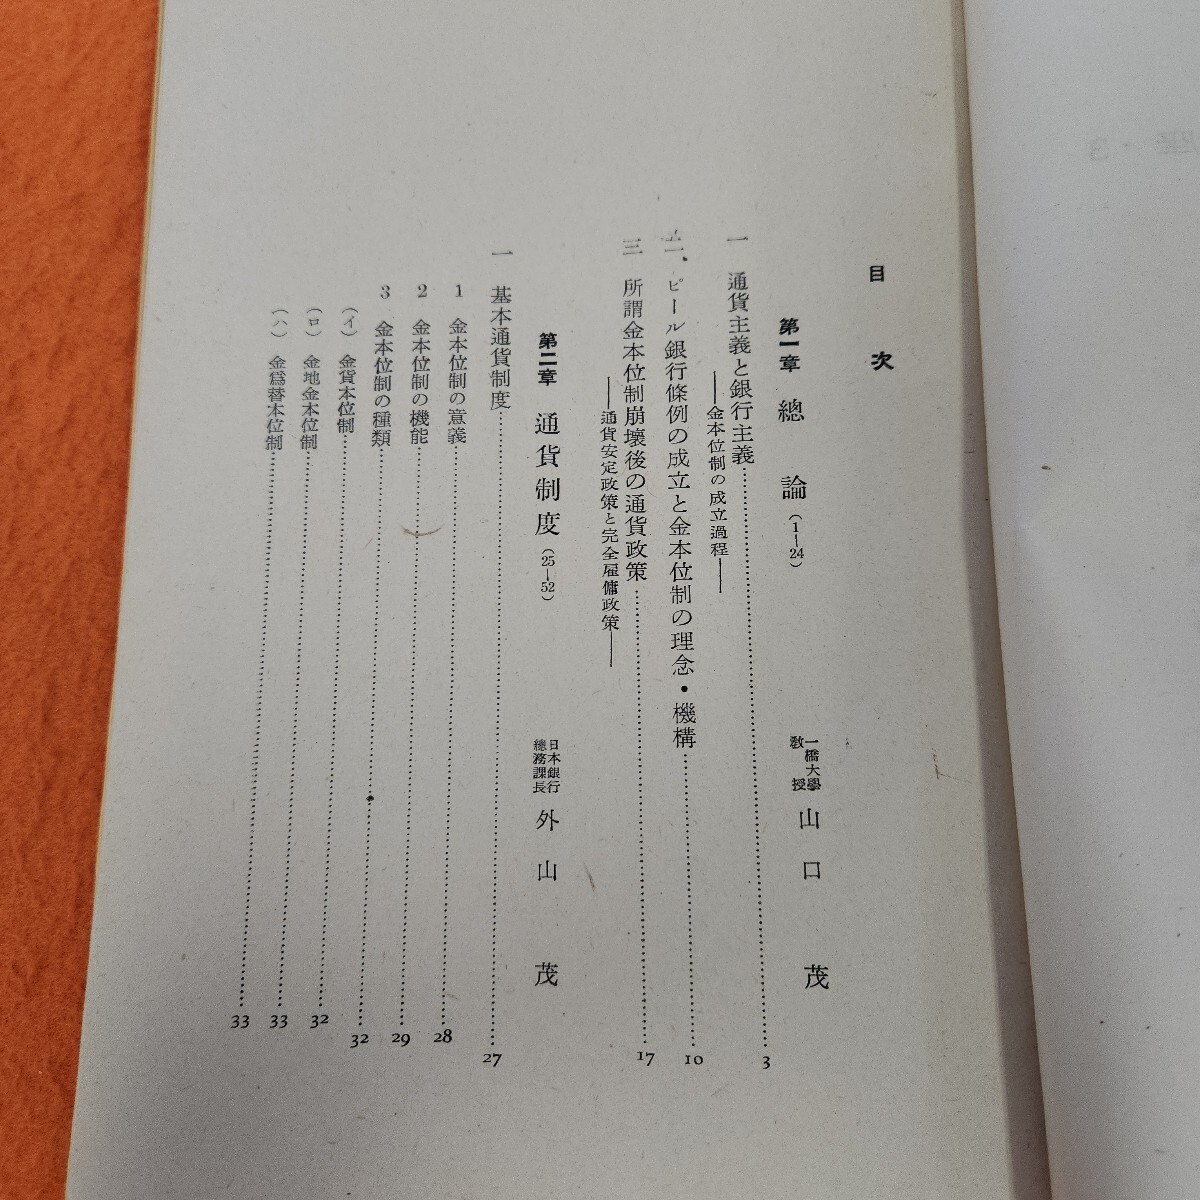 目次
第一章 總論 (1—24) 一橋大學敎授 山口茂
一 通貨主義と銀行主義……3
——金本位制の成立過程——
二、ピール銀行條例の成立と金本位制の理念・機構……10
三 所謂金本位制崩壞後の通貨政策……17
——通貨安定政策と完全雇傭政策——
第二章 通貨制度 (25—52) 日本銀行總務課長 外山茂
一 基本通貨制度……27
1 金本位制の意義……28
2 金本位制の機能……29
3 金本位制の種類……32
(イ) 金貨本位制……32
(ロ) 金地金本位制……33
(ハ) 金爲替本位制……33